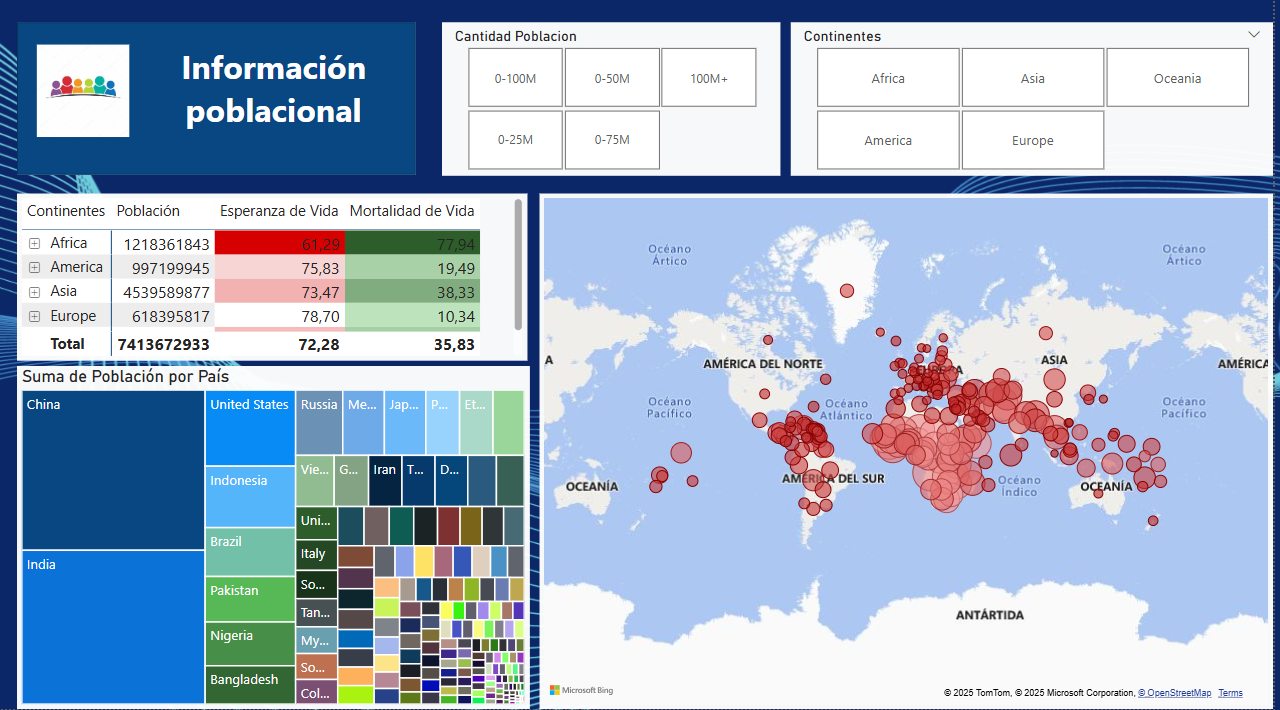 Información
poblacional
Cantidad Poblacion
0-100M
0-50M
100M+
0-25M
0-75M
Continentes
Africa
Asia
Oceania
America
Europe
Continentes Población Esperanza de Vida Mortalidad de Vida
Africa 1218361843 61,29 77,94
America 997199945 75,83 19,49
Asia 4539589877 73,47 38,33
Europe 618395817 78,70 10,34
Total 7413672933 72,28 35,83
Suma de Población por País
China
India
United States
Indonesia
Brazil
Pakistan
Nigeria
Bangladesh
Russia
Me...
Jap...
P...
Et...
Vie...
G...
Iran
T...
D...
Uni...
Italy
So...
Tan...
My...
So...
Col...
Océano
Ártico
Océano
Ártico
A
AMÉRICA DEL NORTE
EUROPA
ASIA
AMÉRICA
Océano
Pacífico
Océano
Atlántico
Océano
Pacífico
OCEANÍA
AMÉRICA DEL SUR
Océano
Índico
OCEANÍA
ANTÁRTIDA
Microsoft Bing
© 2025 TomTom, © 2025 Microsoft Corporation, © OpenStreetMap Terms